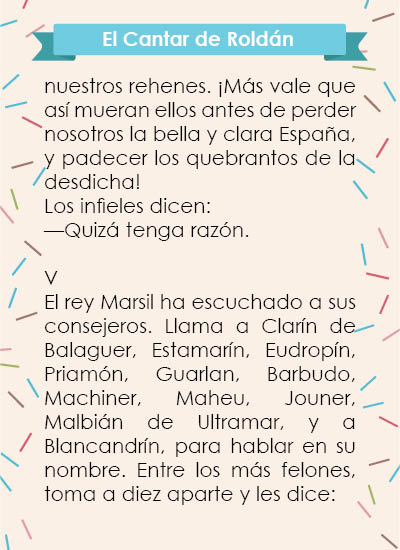 El Cantar de Roldán
nuestros rehenes. ¡Más vale que
así mueran ellos antes de perder
nosotros la bella y clara España,
y padecer los quebrantos de la
desdicha!
Los infieles dicen:
—Quizá tenga razón.
V
El rey Marsil ha escuchado a sus
consejeros. Llama a Clarín de
Balaguer, Estamarín, Eudropín,
Priamón, Guarlan, Barbudo,
Machiner, Maheu, Jouner,
Malbián de Ultramar, y a
Blancandrín, para hablar en su
nombre. Entre los más felones,
toma a diez aparte y les dice: